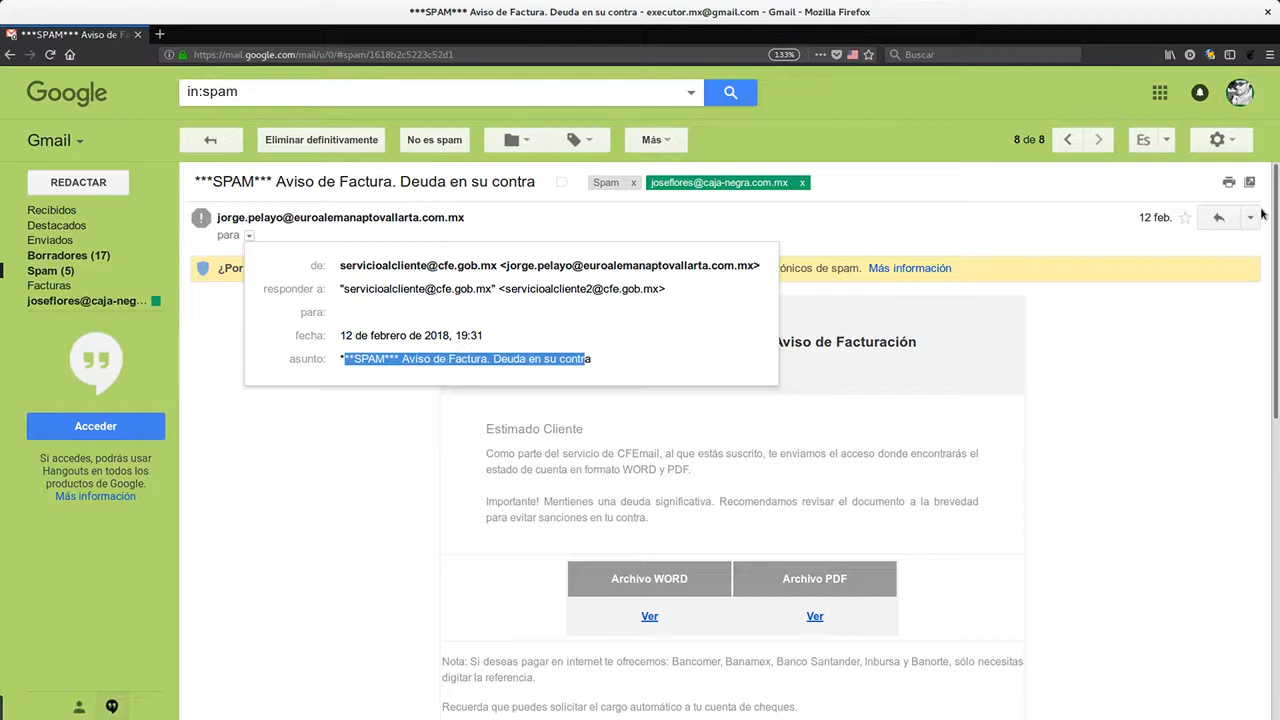 ***SPAM*** Aviso de Factura. Deuda en su contra - executor.mx@gmail.com - Gmail - Mozilla Firefox
***SPAM*** Aviso de Fa
https://mail.google.com/mail/u/0/#spam/1618b2c5223c52d1
133%
Buscar
Google
in:spam
Gmail
Eliminar definitivamente
No es spam
Más
8 de 8
Es
REDACTAR
***SPAM*** Aviso de Factura. Deuda en su contra
Spam x
joseflores@caja-negra.com.mx x
Recibidos
Destacados
Enviados
Borradores (17)
Spam (5)
Facturas
joseflores@caja-neg...
jorge.pelayo@euroalemanaptovallarta.com.mx
12 feb.
para
¿Por
ónicos de spam. Más información
de: servicioalcliente@cfe.gob.mx <jorge.pelayo@euroalemanaptovallarta.com.mx>
responder a: "servicioalcliente@cfe.gob.mx" <servicioalcliente2@cfe.gob.mx>
para:
fecha: 12 de febrero de 2018, 19:31
asunto: ***SPAM*** Aviso de Factura. Deuda en su contra
Aviso de Facturación
Acceder
Si accedes, podrás usar
Hangouts en todos los
productos de Google.
Más información
Estimado Cliente
Como parte del servicio de CFEmail, al que estás suscrito, te enviamos el acceso donde encontrarás el
estado de cuenta en formato WORD y PDF.
Importante! Mentienes una deuda significativa. Recomendamos revisar el documento a la brevedad
para evitar sanciones en tu contra.
Archivo WORD
Archivo PDF
Ver
Ver
Nota: Si deseas pagar en internet te ofrecemos: Bancomer, Banamex, Banco Santander, Inbursa y Banorte, sólo necesitas
digitar la referencia.
Recuerda que puedes solicitar el cargo automático a tu cuenta de cheques.